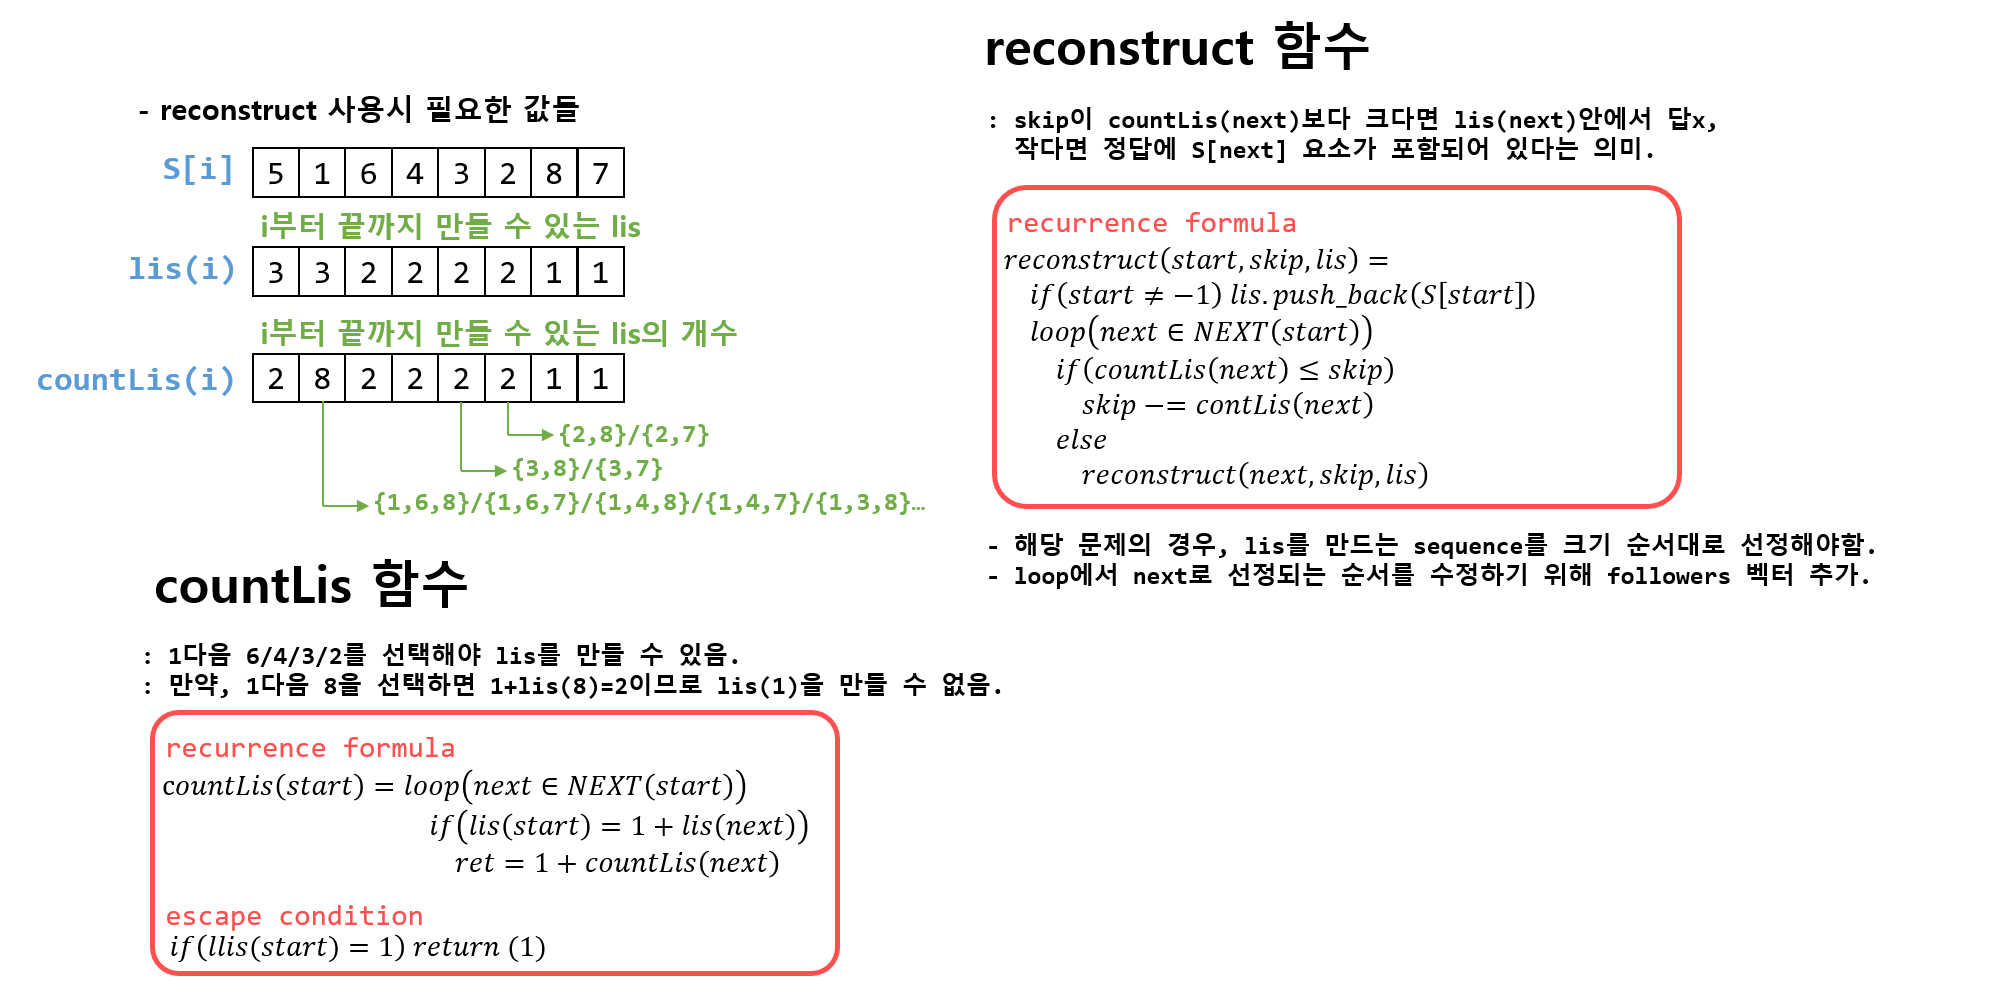 - reconstruct 사용시 필요한 값들
S[i] 5 1 6 4 3 2 8 7
i부터 끝까지 만들 수 있는 lis
lis(i) 3 3 2 2 2 2 1 1
i부터 끝까지 만들 수 있는 lis의 개수
countLis(i) 2 8 2 2 2 2 1 1
{2,8}/{2,7}
{3,8}/{3,7}
{1,6,8}/{1,6,7}/{1,4,8}/{1,4,7}/{1,3,8}…
countLis 함수
: 1다음 6/4/3/2를 선택해야 lis를 만들 수 있음.
: 만약, 1다음 8을 선택하면 1+lis(8)=2이므로 lis(1)을 만들 수 없음.
recurrence formula
countLis(start) = loop(next ∈ NEXT(start))
if(lis(start) = 1 + lis(next))
ret = 1 + countLis(next)
escape condition
if(llis(start) = 1) return (1)
reconstruct 함수
: skip이 countLis(next)보다 크다면 lis(next)안에서 답x,
작다면 정답에 S[next] 요소가 포함되어 있다는 의미.
recurrence formula
reconstruct(start, skip, lis) =
if(start ≠ −1) lis.push_back(S[start])
loop(next ∈ NEXT(start))
if(countLis(next) ≤ skip)
skip −= contLis(next)
else
reconstruct(next, skip, lis)
- 해당 문제의 경우, lis를 만드는 sequence를 크기 순서대로 선정해야함.
- loop에서 next로 선정되는 순서를 수정하기 위해 followers 벡터 추가.